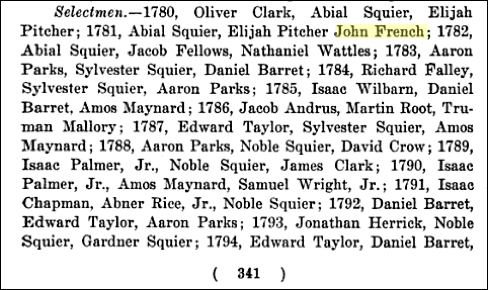 Selectmen.—1780, Oliver Clark, Abial Squier, Elijah
Pitcher; 1781, Abial Squier, Elijah Pitcher John French; 1782,
Abial Squier, Jacob Fellows, Nathaniel Wattles; 1783, Aaron
Parks, Sylvester Squier, Daniel Barret; 1784, Richard Falley,
Sylvester Squier, Aaron Parks; 1785, Isaac Wilbarn, Daniel
Barret, Amos Maynard; 1786, Jacob Andrus, Martin Root, Tru-
man Mallory; 1787, Edward Taylor, Sylvester Squier, Amos
Maynard; 1788, Aaron Parks, Noble Squier, David Crow; 1789,
Isaac Palmer, Jr., Noble Squier, James Clark; 1790, Isaac
Palmer, Jr., Amos Maynard, Samuel Wright, Jr.; 1791, Isaac
Chapman, Abner Rice, Jr., Noble Squier; 1792, Daniel Barret,
Edward Taylor, Aaron Parks; 1793, Jonathan Herrick, Noble
Squier, Gardner Squier; 1794, Edward Taylor, Daniel Barret,
( 341 )